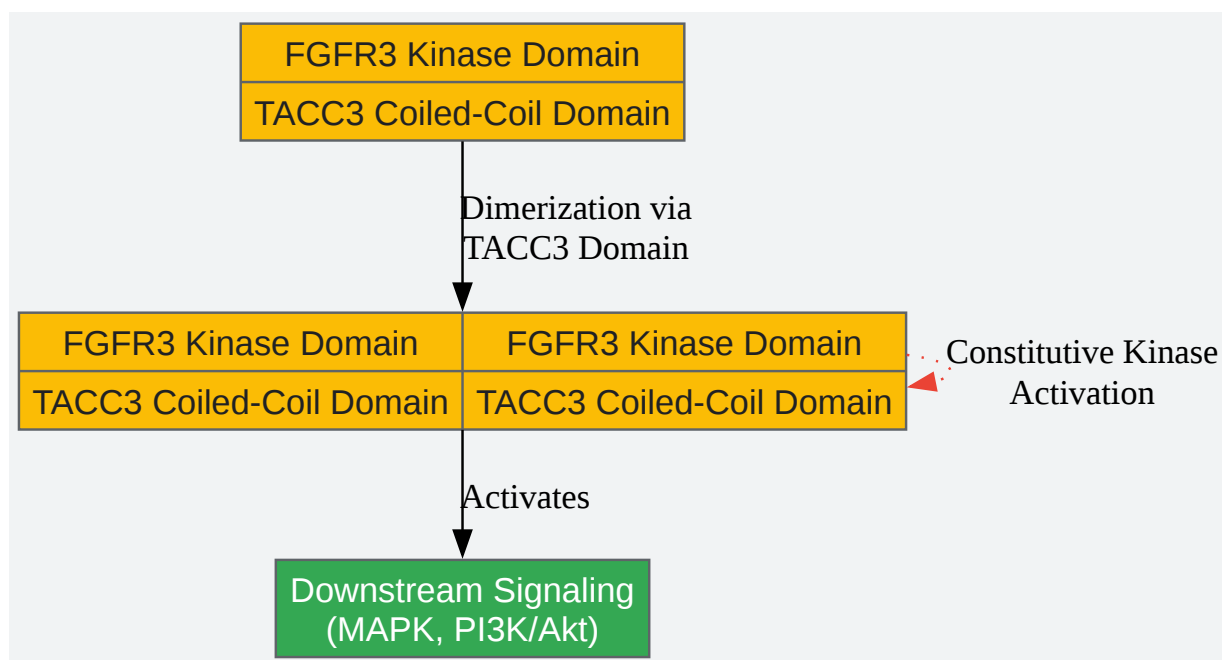 FGFR3 Kinase Domain
TACC3 Coiled-Coil Domain
Dimerization via
TACC3 Domain
FGFR3 Kinase Domain
FGFR3 Kinase Domain
TACC3 Coiled-Coil Domain
TACC3 Coiled-Coil Domain
Constitutive Kinase
Activation
Activates
Downstream Signaling
(MAPK, PI3K/Akt)